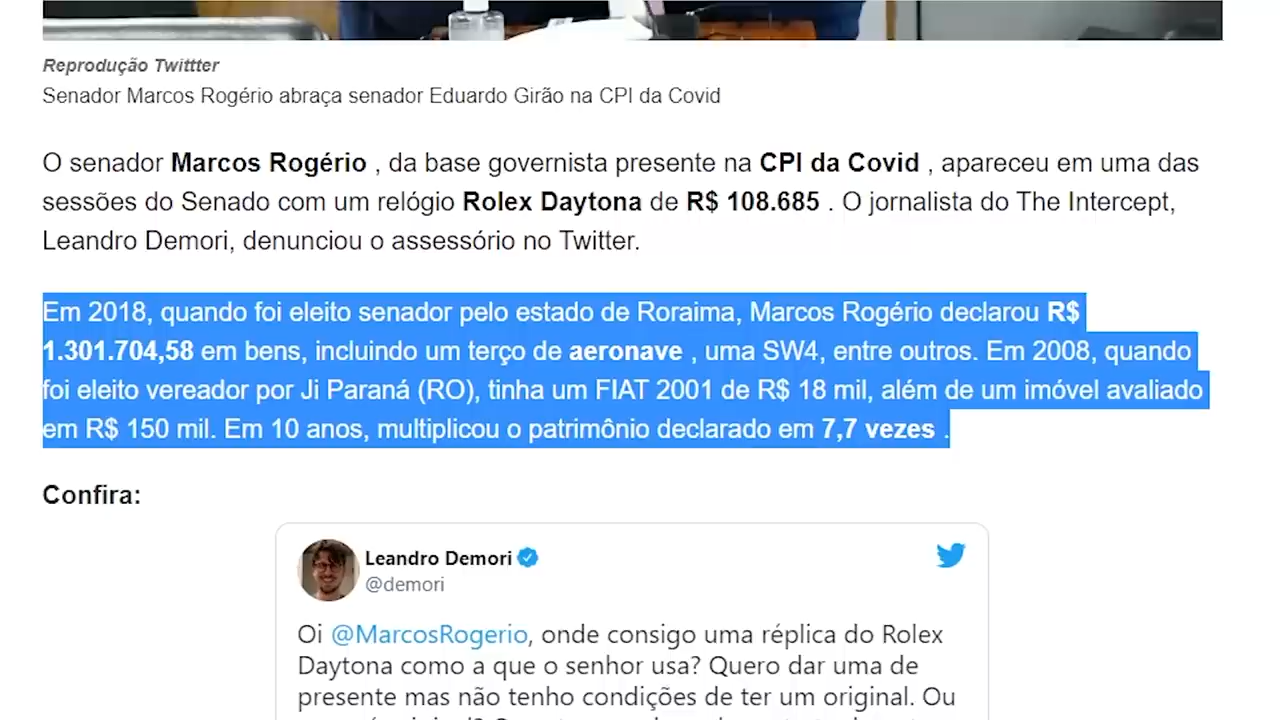 Reprodução Twittter
Senador Marcos Rogério abraça senador Eduardo Girão na CPI da Covid
O senador Marcos Rogério , da base governista presente na CPI da Covid , apareceu em uma das
sessões do Senado com um relógio Rolex Daytona de R$ 108.685 . O jornalista do The Intercept,
Leandro Demori, denunciou o assessório no Twitter.
Em 2018, quando foi eleito senador pelo estado de Roraima, Marcos Rogério declarou R$
1.301.704,58 em bens, incluindo um terço de aeronave , uma SW4, entre outros. Em 2008, quando
foi eleito vereador por Ji Paraná (RO), tinha um FIAT 2001 de R$ 18 mil, além de um imóvel avaliado
em R$ 150 mil. Em 10 anos, multiplicou o patrimônio declarado em 7,7 vezes .
Confira:
Leandro Demori
@demori
Oi @MarcosRogerio, onde consigo uma réplica do Rolex
Daytona como a que o senhor usa? Quero dar uma de
presente mas não tenho condições de ter um original. Ou